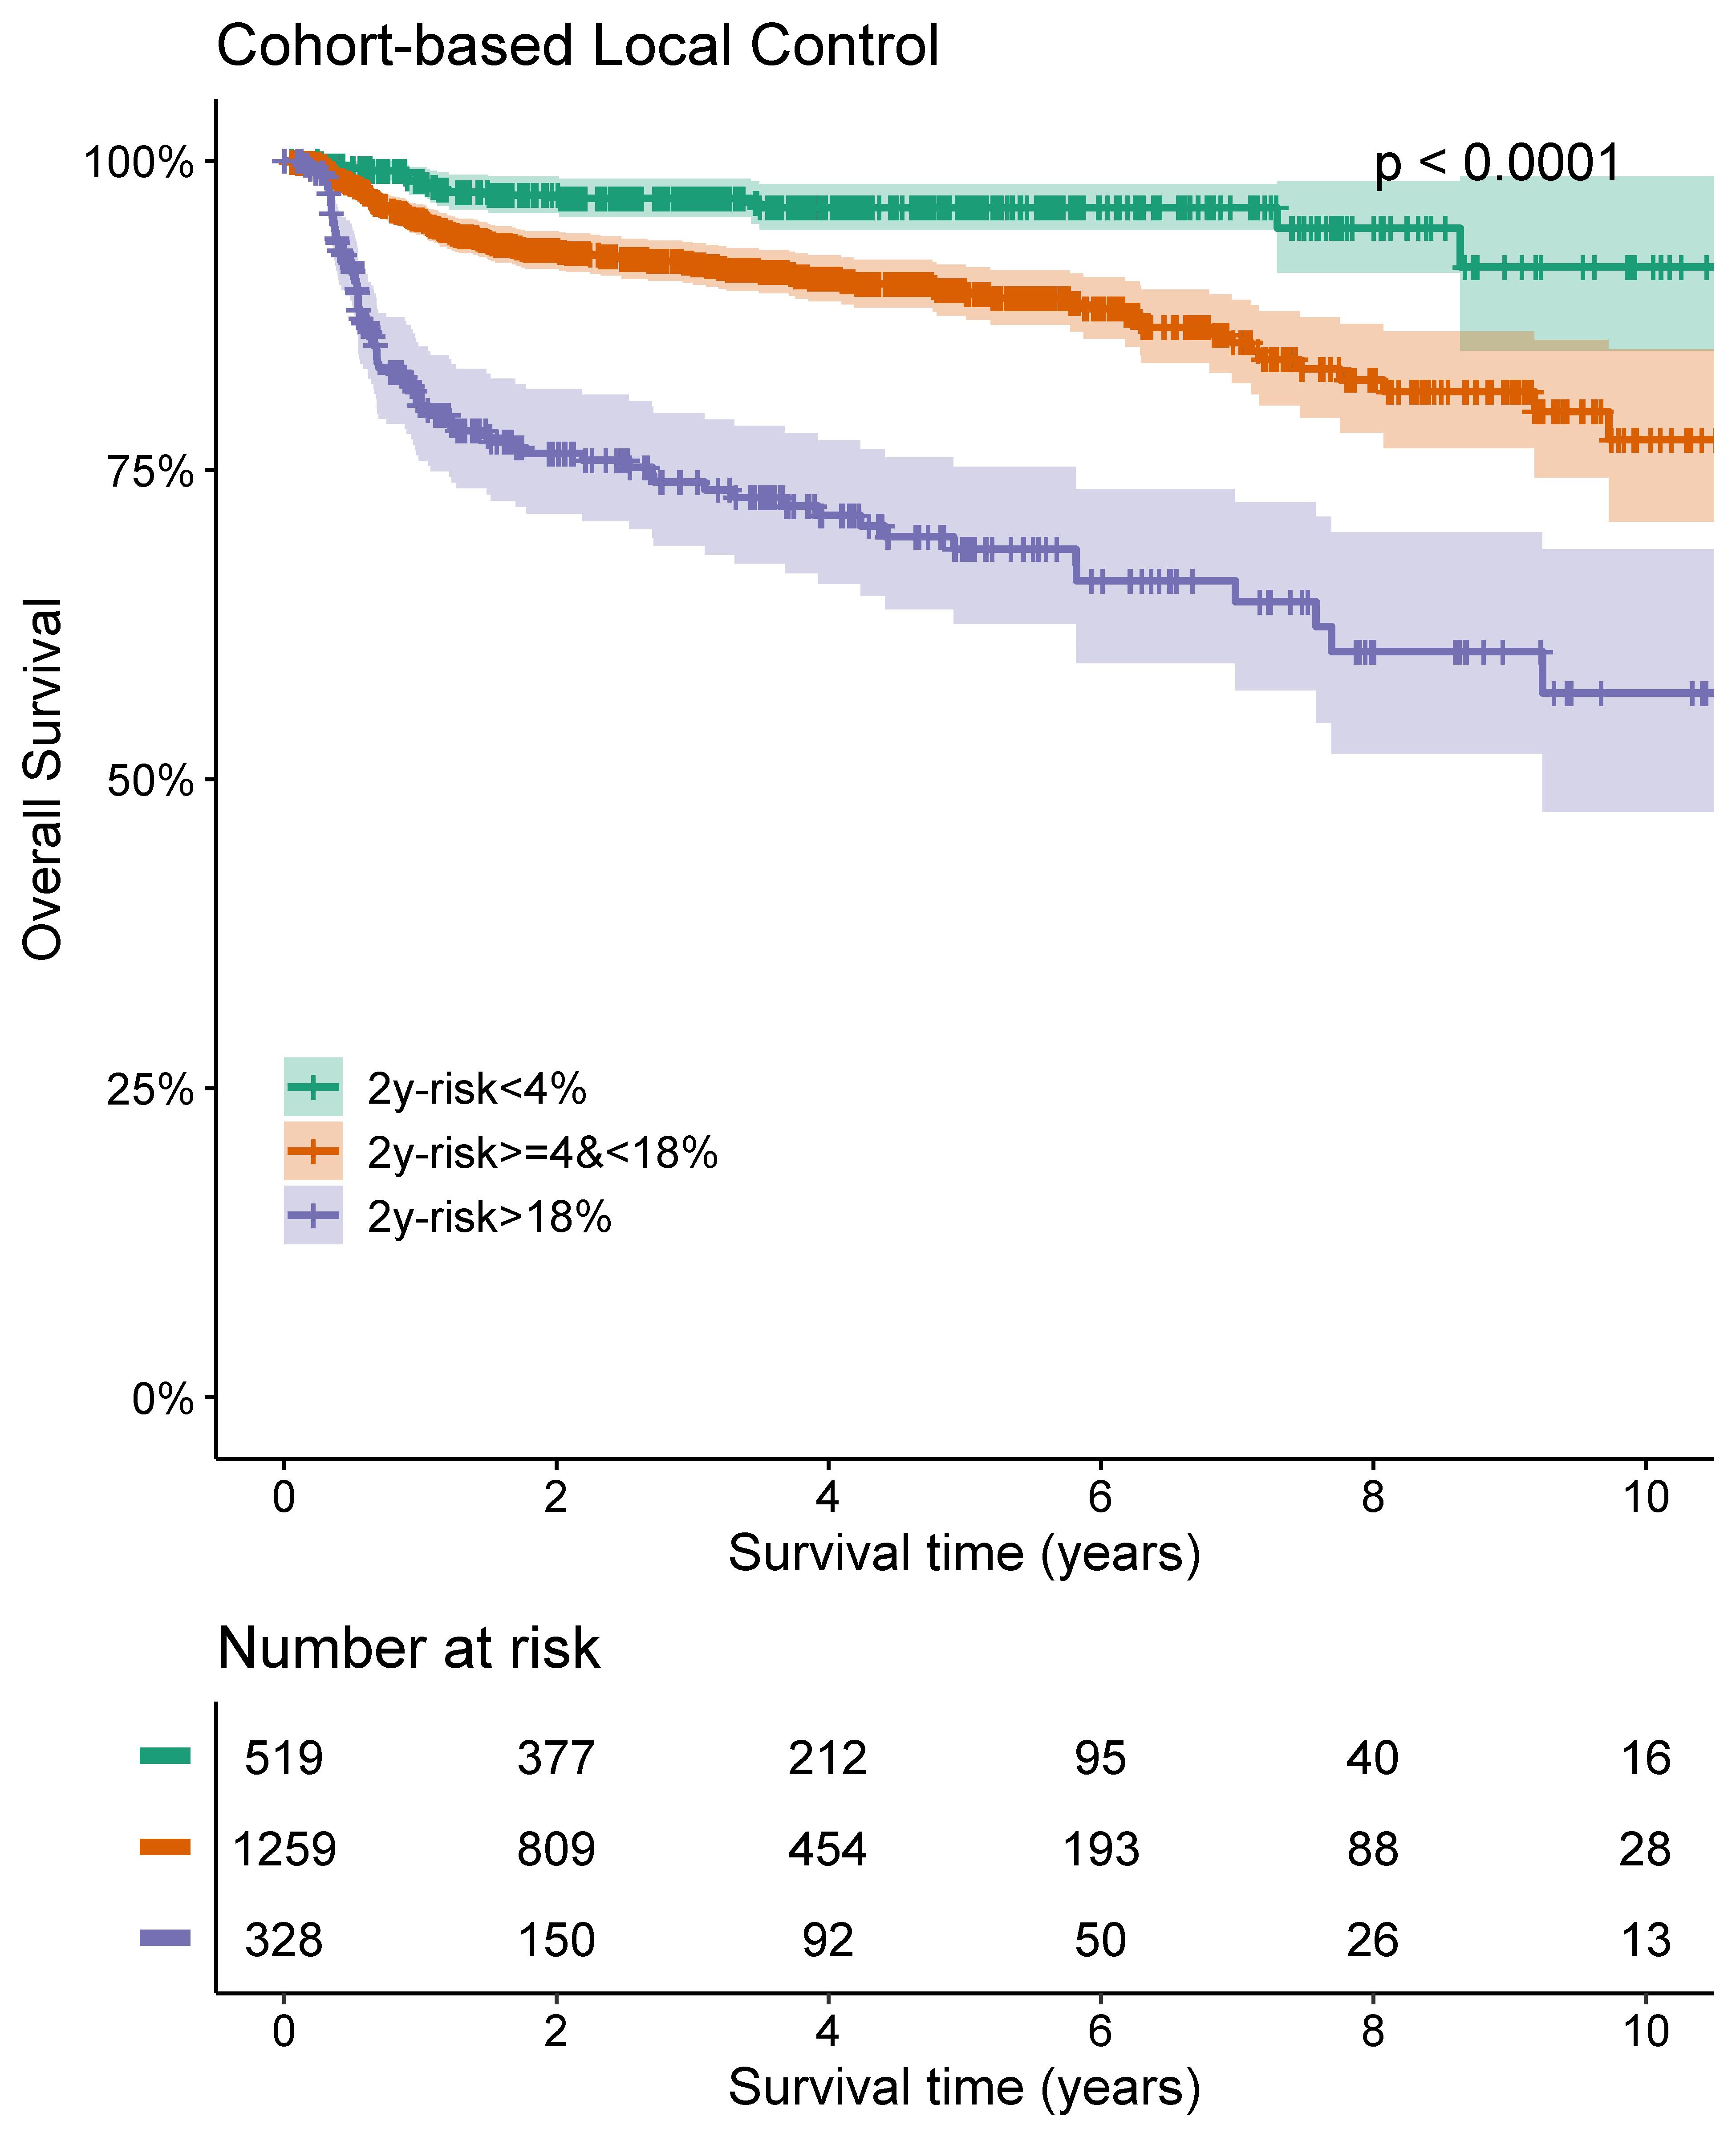 Cohort-based Local Control
p < 0.0001
100%
75%
50%
25%
0%
Overall Survival
2y-risk<4%
2y-risk>=4&<18%
2y-risk>18%
0 2 4 6 8 10
Survival time (years)
Number at risk
519 377 212 95 40 16
1259 809 454 193 88 28
328 150 92 50 26 13
0 2 4 6 8 10
Survival time (years)